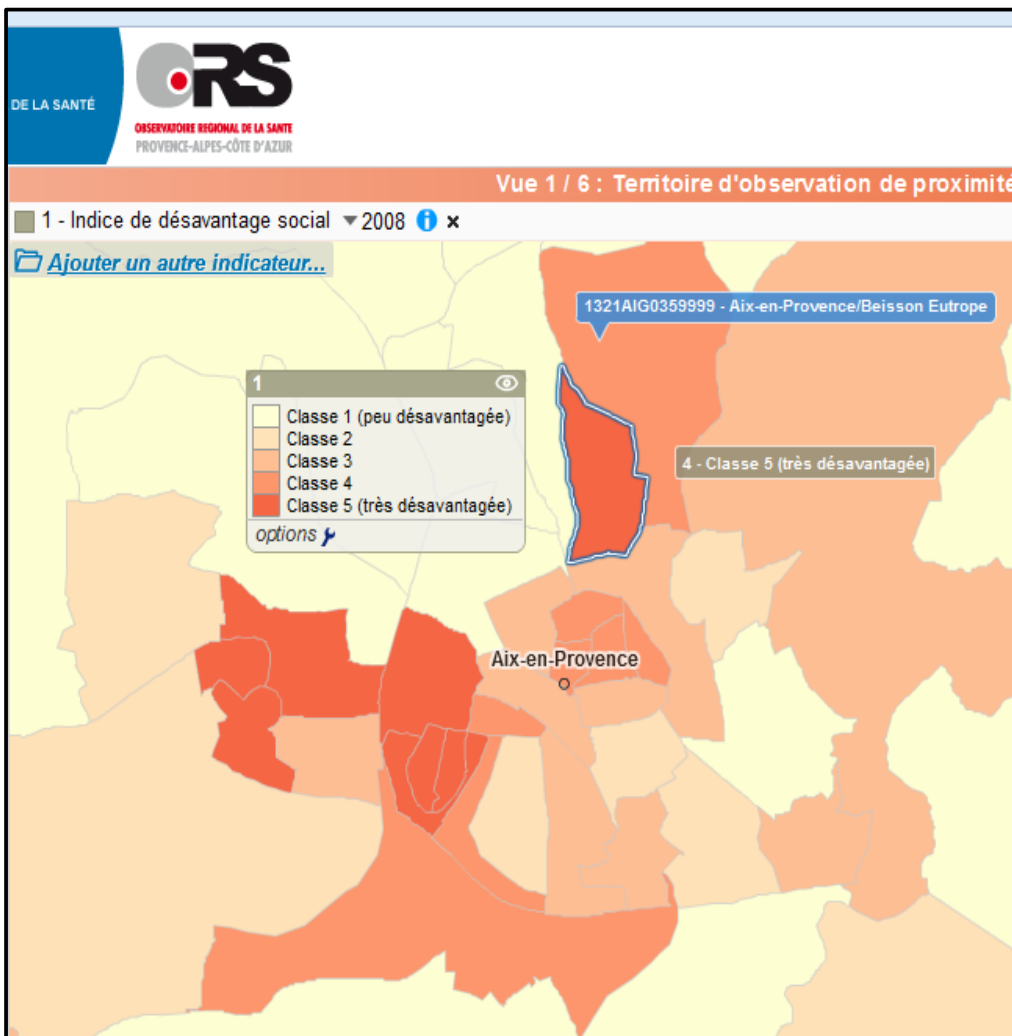 DE LA SANTÉ
ORS
OBSERVATOIRE REGIONAL DE LA SANTE
PROVENCE-ALPES-CÔTE D'AZUR
Vue 1 / 6 : Territoire d'observation de proximité
1 - Indice de désavantage social 2008 i x
Ajouter un autre indicateur...
1321AIG0359999 - Aix-en-Provence/Beisson Eutrope
1
Classe 1 (peu désavantagée)
Classe 2
Classe 3
Classe 4
Classe 5 (très désavantagée)
options
4 - Classe 5 (très désavantagée)
Aix-en-Provence